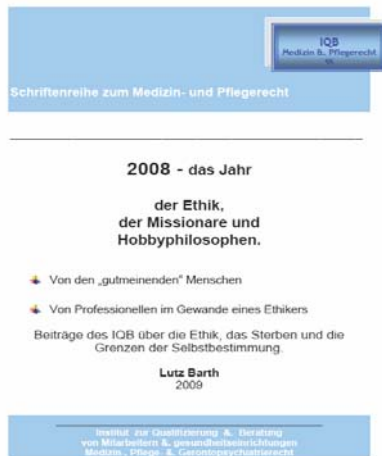 IQB
Medizin & Pflegerecht
Schriftenreihe zum Medizin- und Pflegerecht
2008 - das Jahr
der Ethik,
der Missionare und
Hobbyphilosophen.
Von den „gutmeinenden" Menschen
Von Professionellen im Gewande eines Ethikers
Beiträge des IQB über die Ethik, das Sterben und die
Grenzen der Selbstbestimmung.
Lutz Barth
2009
Institut zur Qualifizierung & Beratung
von Mitarbeitern & gesundheitseinrichtungen
Medizin-, Pflege- & Gerontopsychiatrierecht